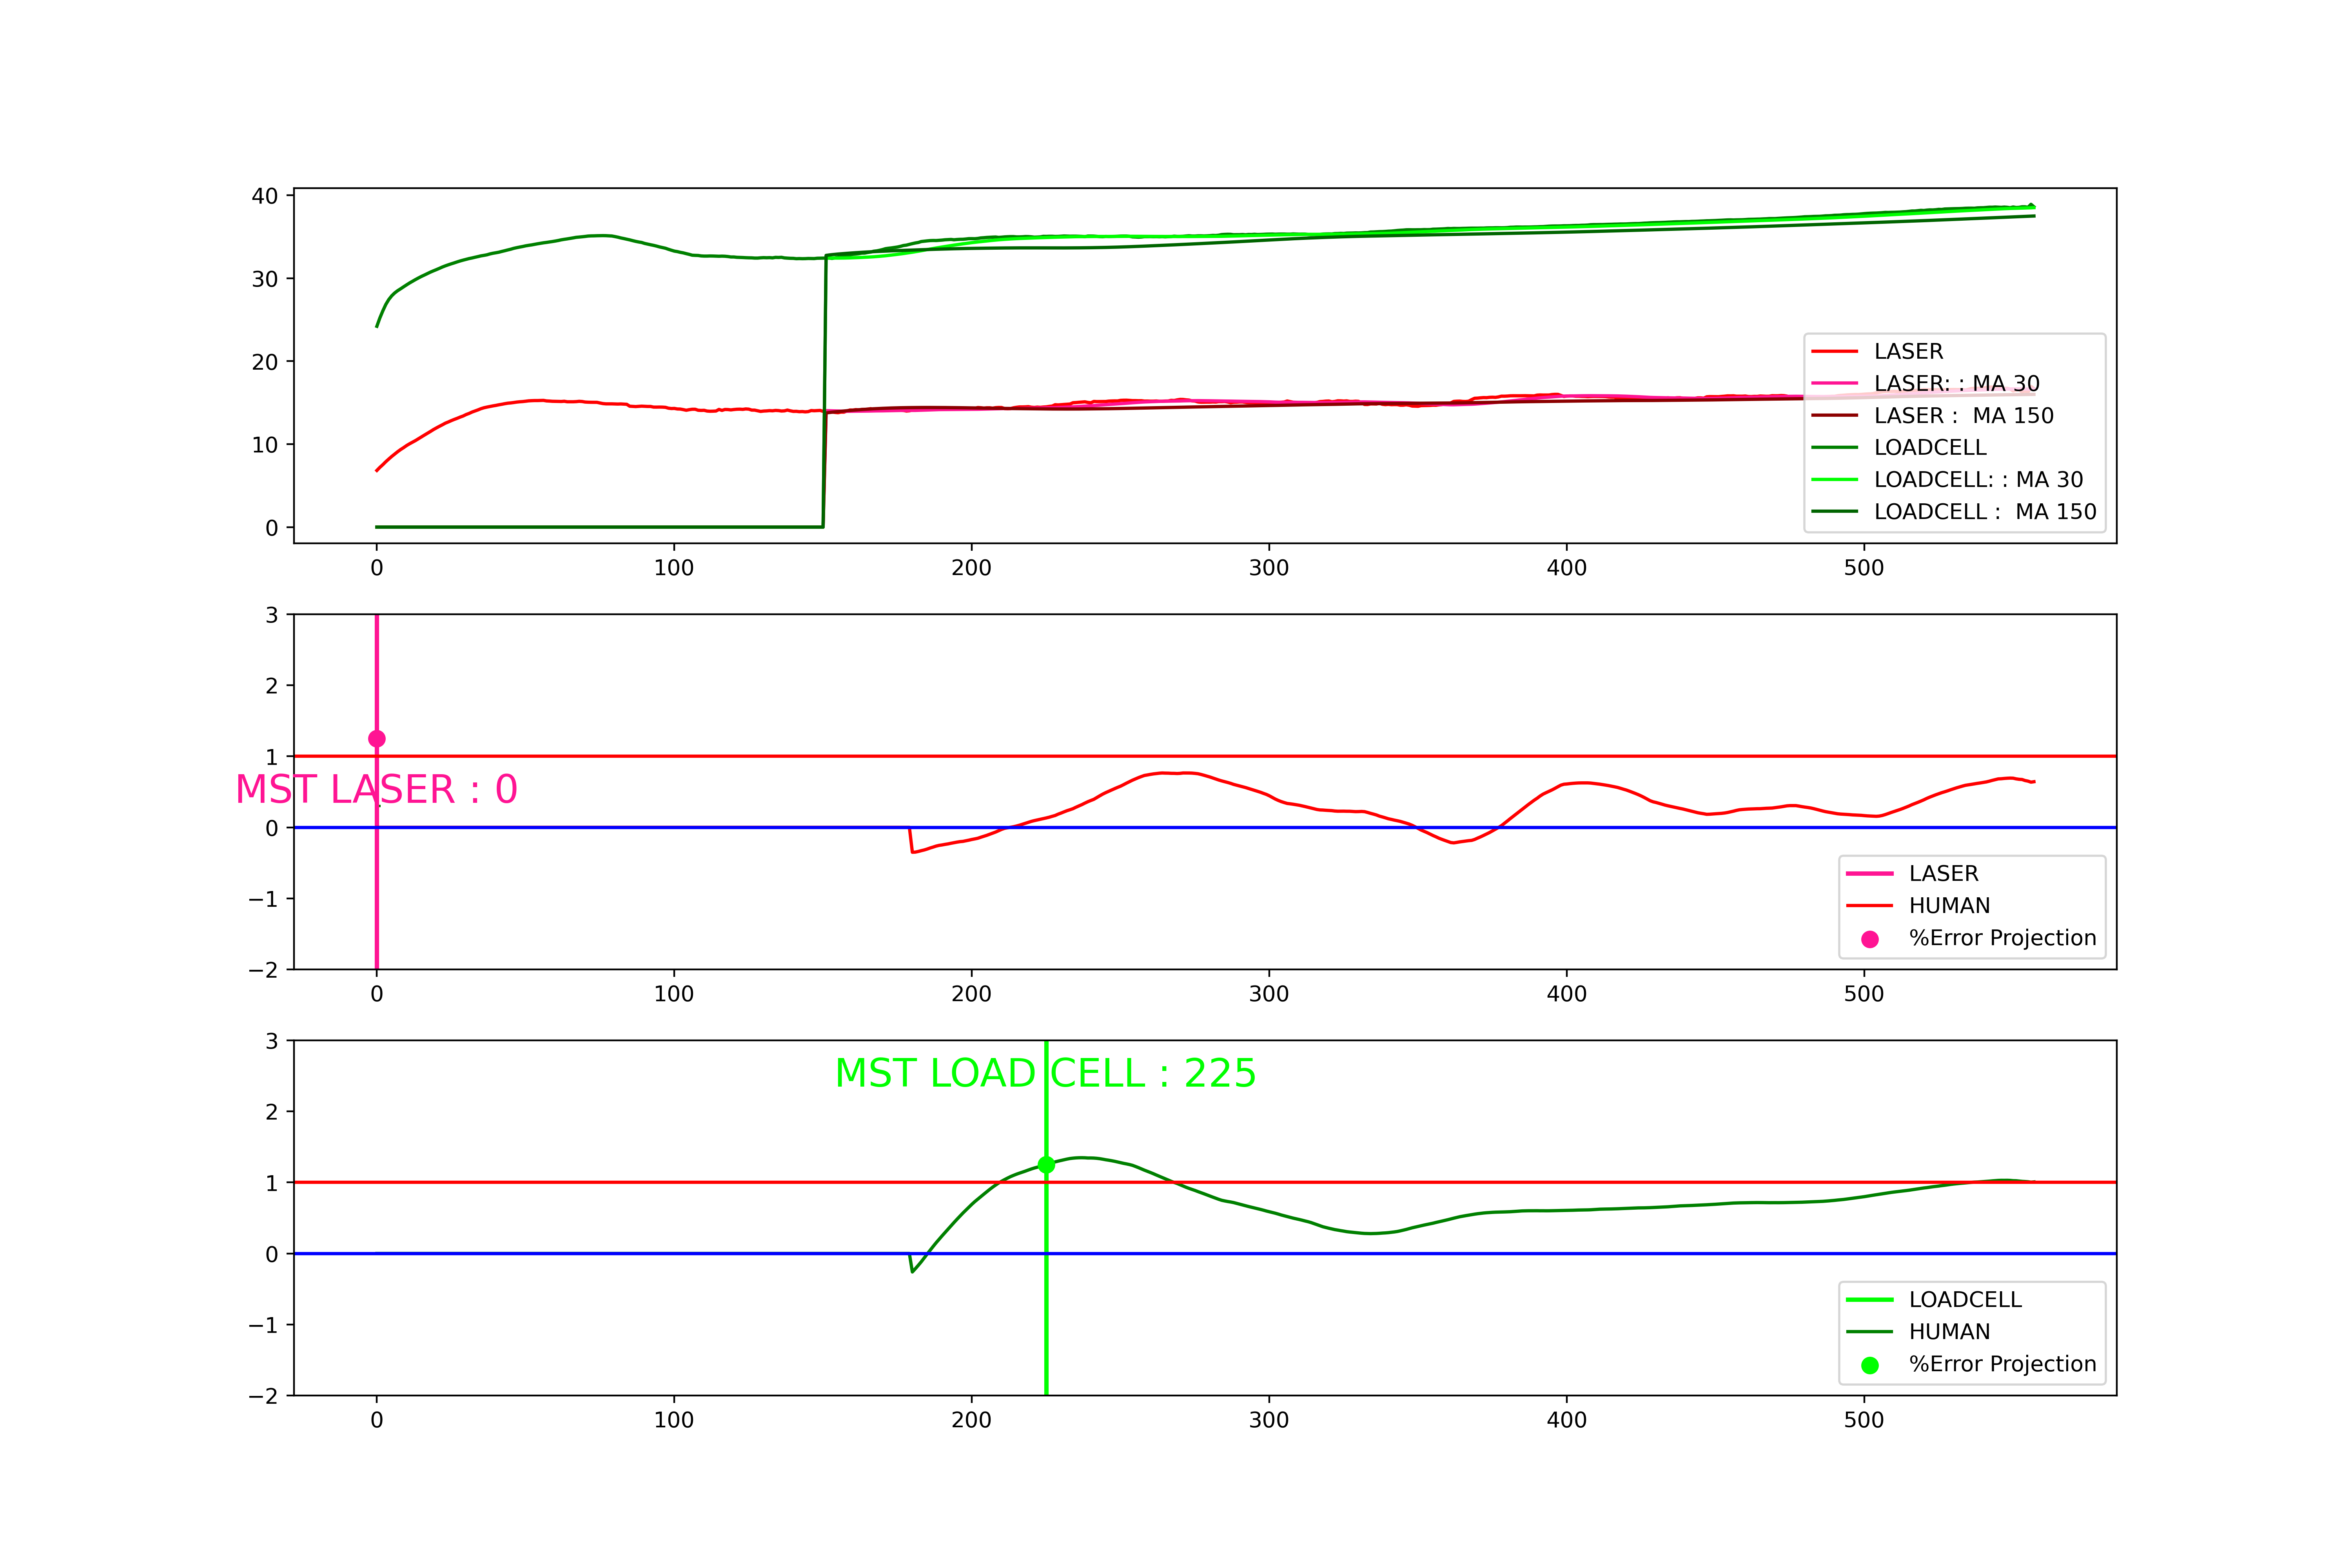 40
30
20
10
0
LASER
LASER: : MA 30
LASER :  MA 150
LOADCELL
LOADCELL: : MA 30
LOADCELL :  MA 150
0 100 200 300 400 500
3
2
1
0
−1
−2
MST LASER : 0
LASER
HUMAN
%Error Projection
0 100 200 300 400 500
3
2
1
0
−1
−2
MST LOAD CELL : 225
LOADCELL
HUMAN
%Error Projection
0 100 200 300 400 500